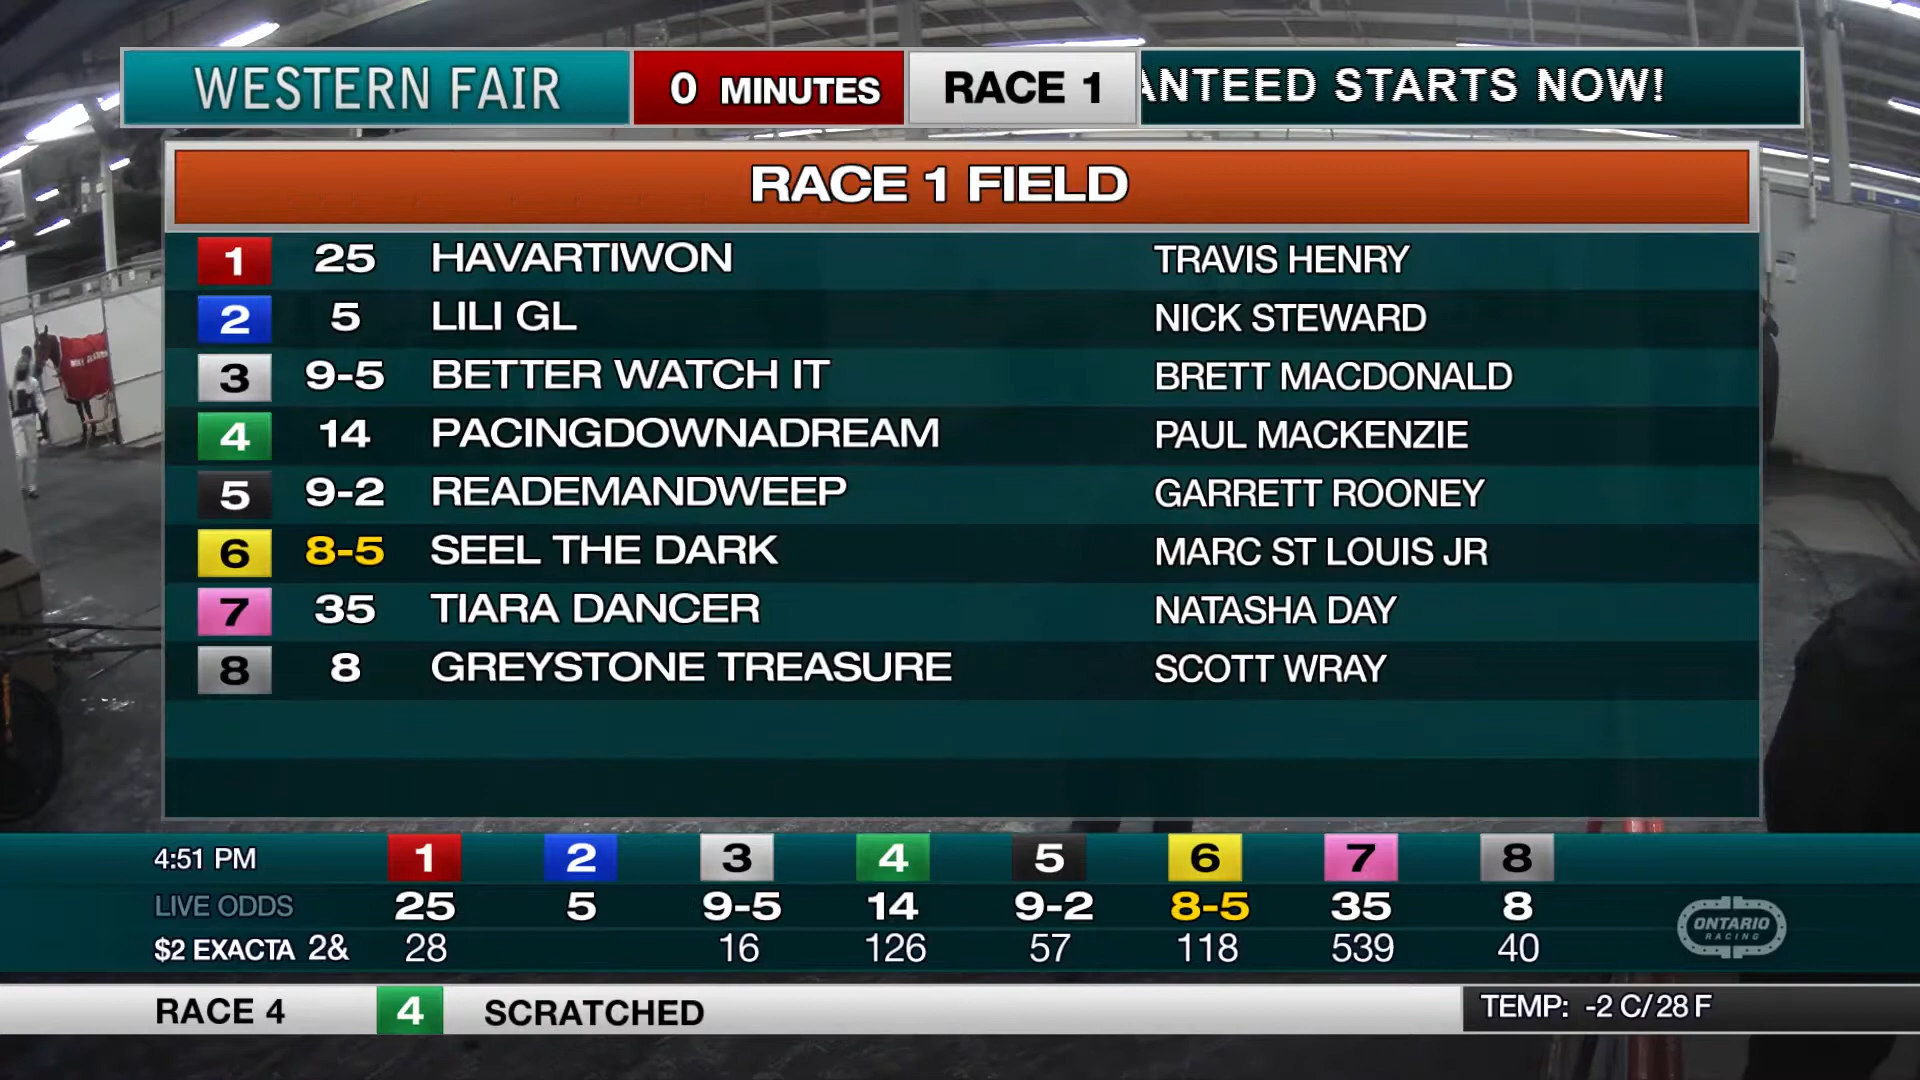 WESTERN FAIR 0 MINUTES RACE 1 ANTEED STARTS NOW!
RACE 1 FIELD
1 25 HAVARTIWON TRAVIS HENRY
2 5 LILI GL NICK STEWARD
3 9-5 BETTER WATCH IT BRETT MACDONALD
4 14 PACINGDOWNADREAM PAUL MACKENZIE
5 9-2 READEMANDWEEP GARRETT ROONEY
6 8-5 SEEL THE DARK MARC ST LOUIS JR
7 35 TIARA DANCER NATASHA DAY
8 8 GREYSTONE TREASURE SCOTT WRAY
4:51 PM 1 2 3 4 5 6 7 8
LIVE ODDS 25 5 9-5 14 9-2 8-5 35 8
$2 EXACTA 2& 28 16 126 57 118 539 40
ONTARIO
RACING
RACE 4 4 SCRATCHED TEMP: -2 C/28 F